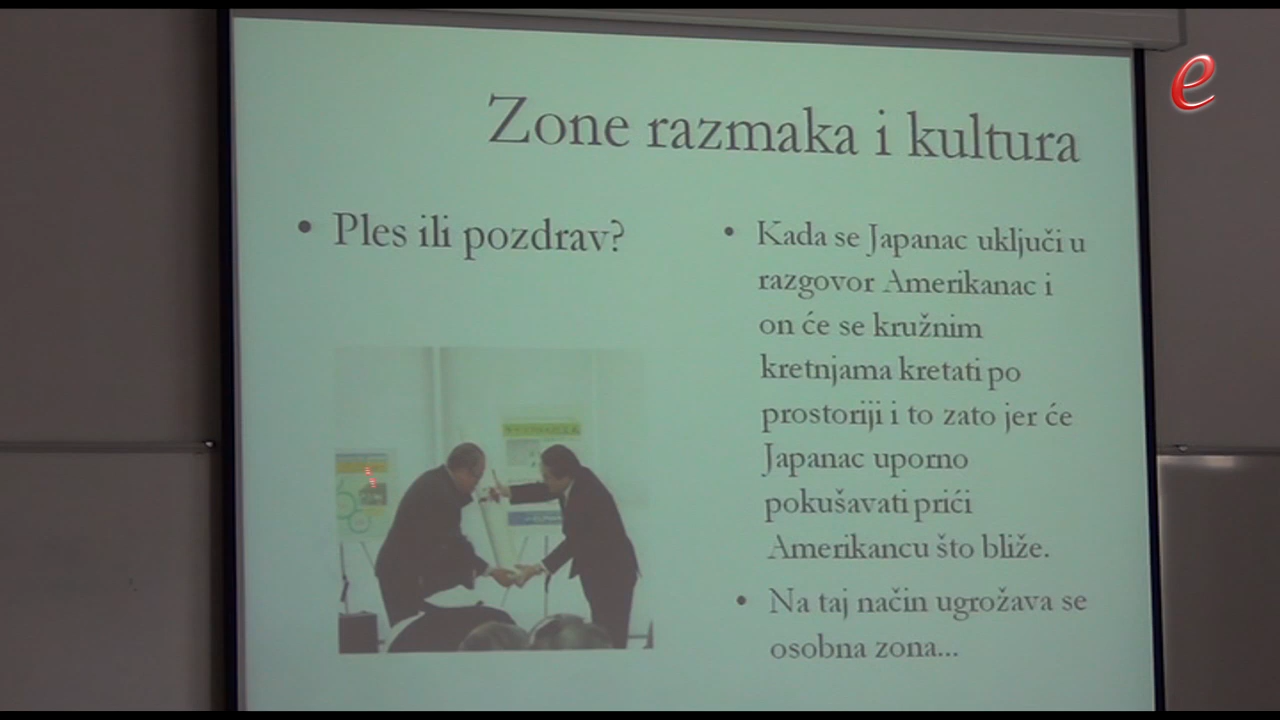 e
Zone razmaka i kultura
• Ples ili pozdrav?
• Kada se Japanac uključi u
razgovor Amerikanac i
on će se kružnim
kretnjama kretati po
prostoriji i to zato jer će
Japanac uporno
pokušavati prići
Amerikancu što bliže.
• Na taj način ugrožava se
osobna zona...